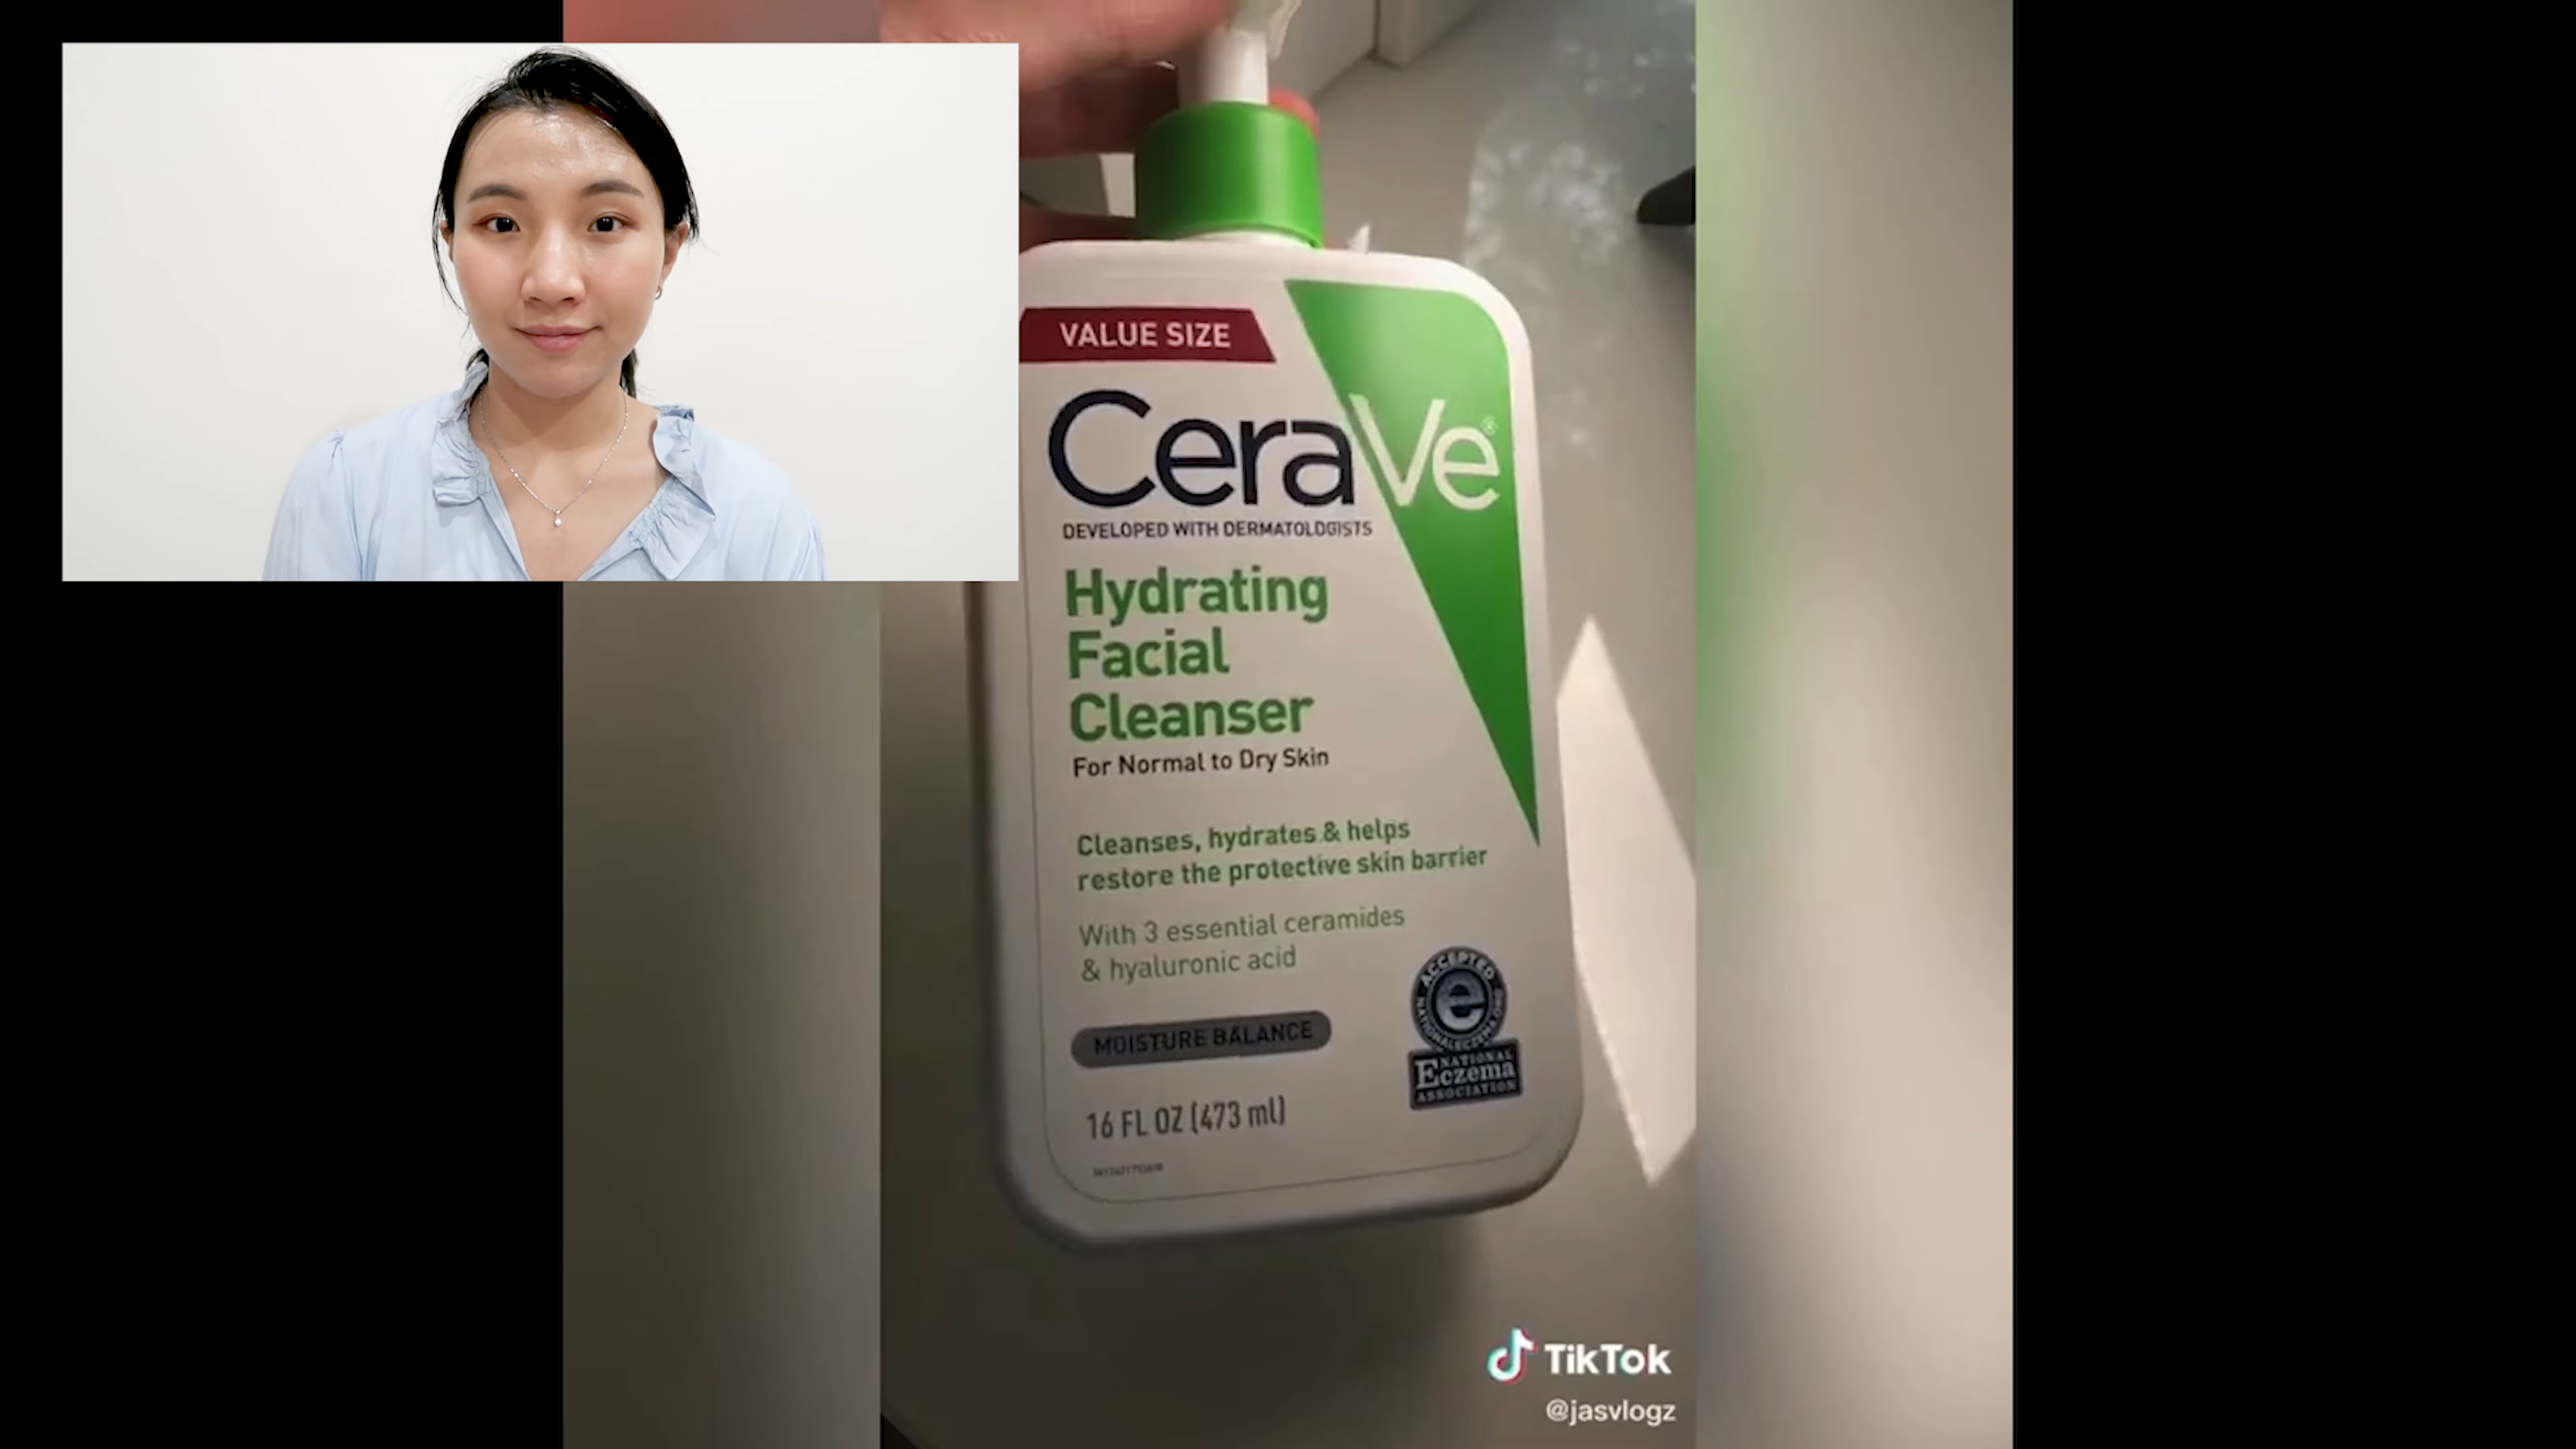 VALUE SIZE
CeraVe®
DEVELOPED WITH DERMATOLOGISTS
Hydrating
Facial
Cleanser
For Normal to Dry Skin
Cleanses, hydrates & helps
restore the protective skin barrier
With 3 essential ceramides
& hyaluronic acid
MOISTURE BALANCE
16 FL OZ (473 ml)
ACCEPTED
e
NATIONALECZEMA.ORG
NATIONAL
Eczema
ASSOCIATION
TikTok
@jasvlogz